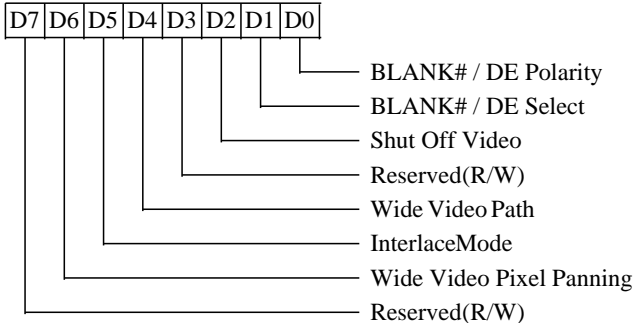 D7 D6 D5 D4 D3 D2 D1 D0
BLANK# / DE Polarity
BLANK# / DE Select
Shut Off Video
Reserved(R/W)
Wide Video Path
InterlaceMode
Wide Video Pixel Panning
Reserved(R/W)